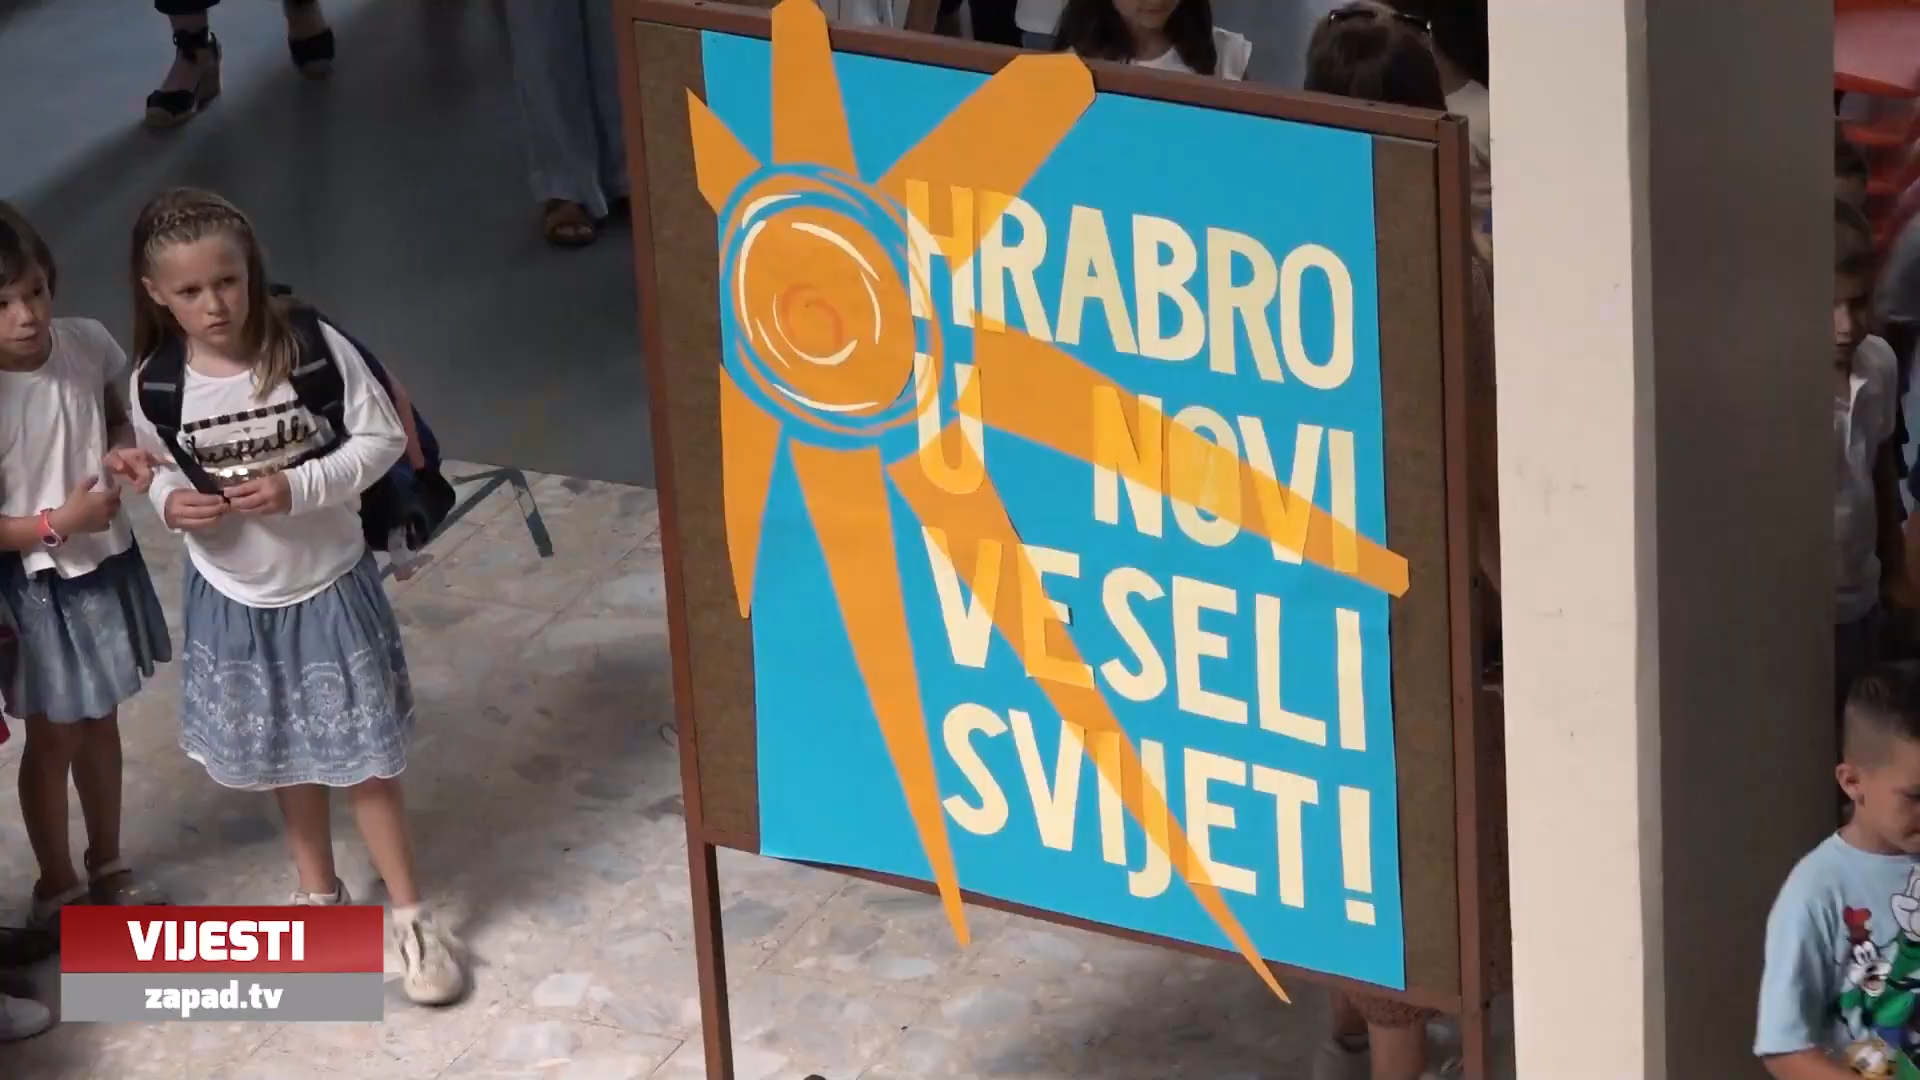 HRABRO
U NOVI
VESELI
SVIJET!
VIJESTI
zapad.tv